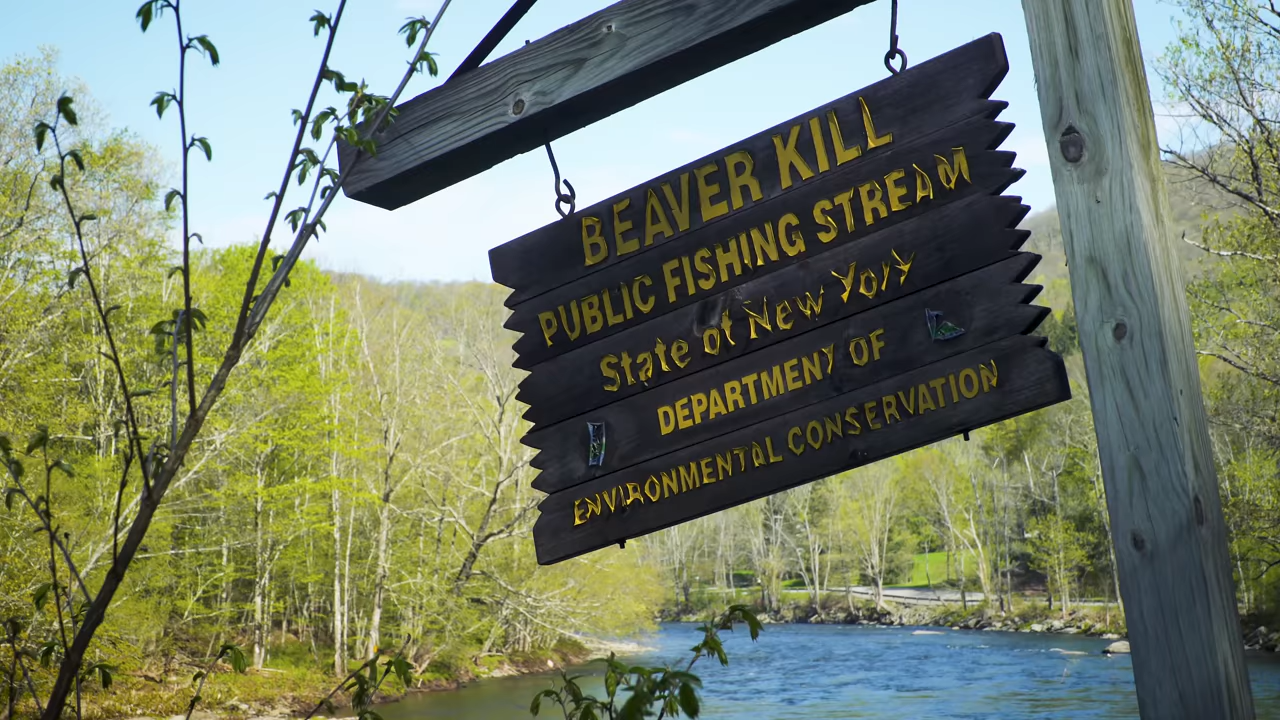 BEAVER KILL
PUBLIC FISHING STREAM
State of New York
DEPARTMENT OF
ENVIRONMENTAL CONSERVATION